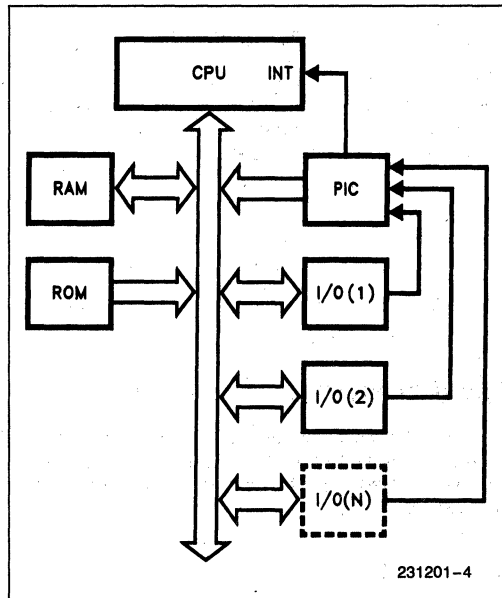 CPU INT
RAM
PIC
ROM
I/O(1)
I/O(2)
I/O(N)
231201-4